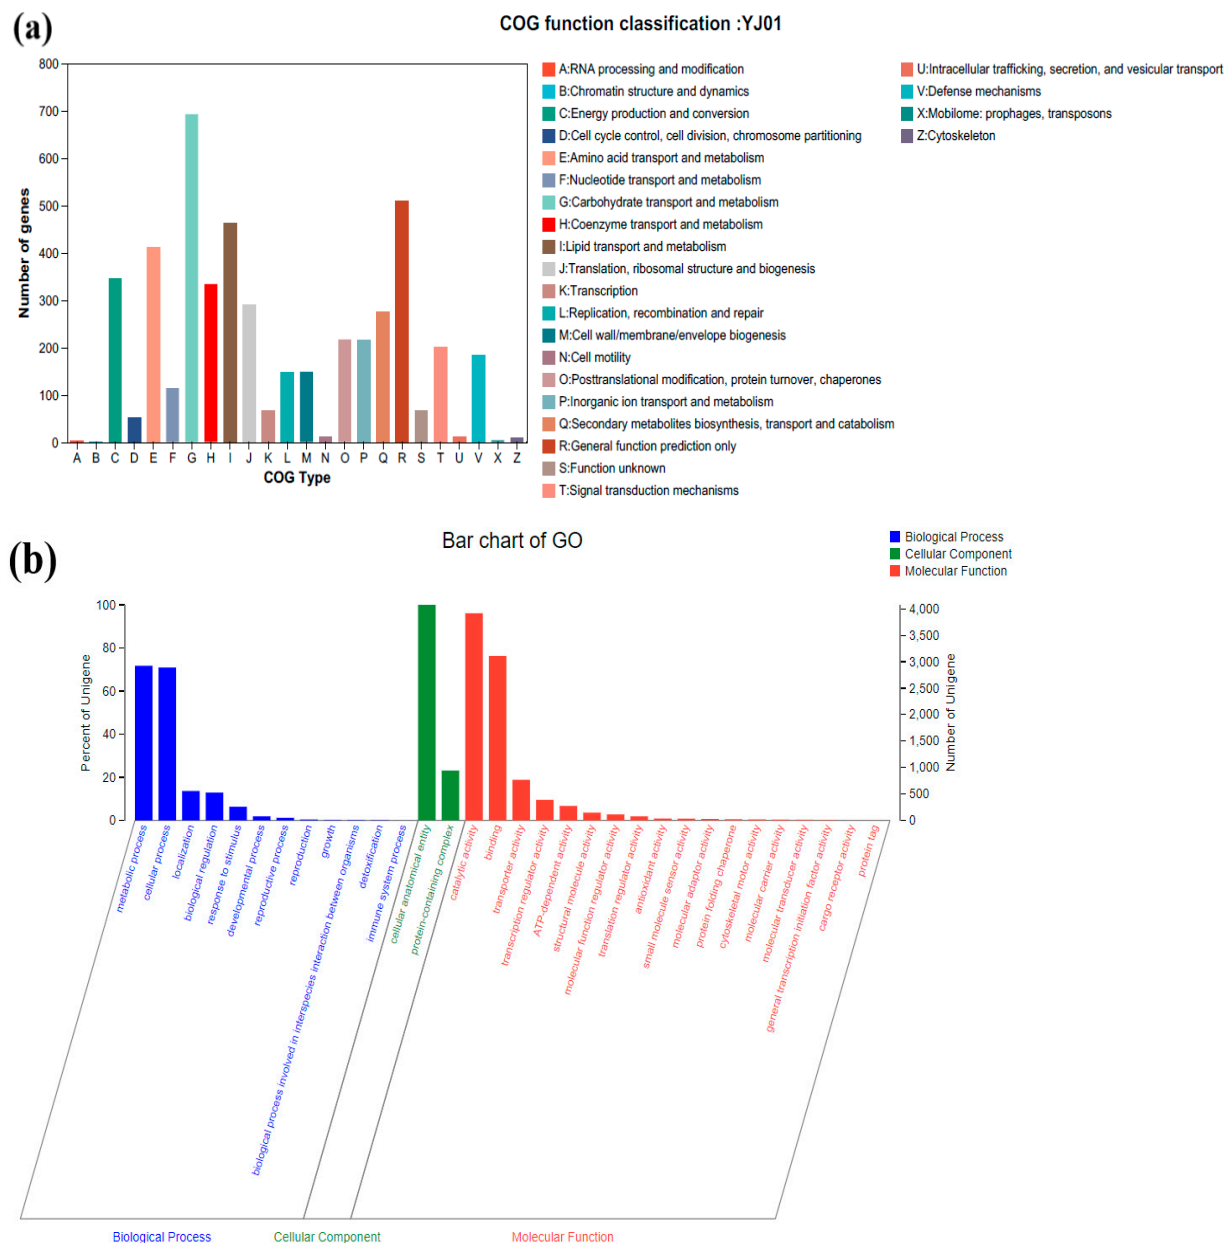 (a)
COG function classification :YJ01
800
700
600
500
400
300
200
100
0
Number of genes
A B C D E F G H I J K L M N O P Q R S T U V X Z
COG Type
A:RNA processing and modification
B:Chromatin structure and dynamics
C:Energy production and conversion
D:Cell cycle control, cell division, chromosome partitioning
E:Amino acid transport and metabolism
F:Nucleotide transport and metabolism
G:Carbohydrate transport and metabolism
H:Coenzyme transport and metabolism
I:Lipid transport and metabolism
J:Translation, ribosomal structure and biogenesis
K:Transcription
L:Replication, recombination and repair
M:Cell wall/membrane/envelope biogenesis
N:Cell motility
O:Posttranslational modification, protein turnover, chaperones
P:Inorganic ion transport and metabolism
Q:Secondary metabolites biosynthesis, transport and catabolism
R:General function prediction only
S:Function unknown
T:Signal transduction mechanisms
U:Intracellular trafficking, secretion, and vesicular transport
V:Defense mechanisms
X:Mobilome: prophages, transposons
Z:Cytoskeleton
(b)
Bar chart of GO
Biological Process
Cellular Component
Molecular Function
100
80
60
40
20
0
Percent of Unigene
4,000
3,500
3,000
2,500
2,000
1,500
1,000
500
0
Number of Unigene
metabolic process
cellular process
localization
biological regulation
response to stimulus
developmental process
reproductive process
reproduction
growth
biological process involved in interspecies interaction between organisms
detoxification
immune system process
cellular anatomical entity
protein-containing complex
catalytic activity
binding
transporter activity
transcription regulator activity
ATP-dependent activity
structural molecule activity
molecular function regulator activity
translation regulator activity
antioxidant activity
small molecule sensor activity
molecular adaptor activity
protein folding chaperone
cytoskeletal motor activity
molecular carrier activity
molecular transducer activity
general transcription initiation factor activity
cargo receptor activity
protein tag
Biological Process
Cellular Component
Molecular Function